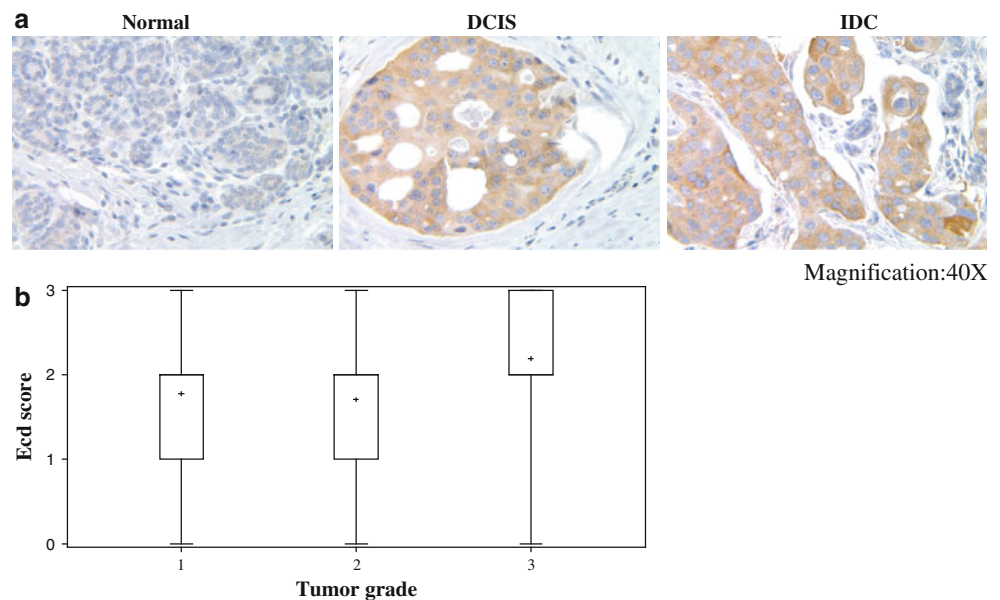 a
Normal
DCIS
IDC
Magnification:40X
b
3
2
1
0
Ecd score
1
2
3
Tumor grade